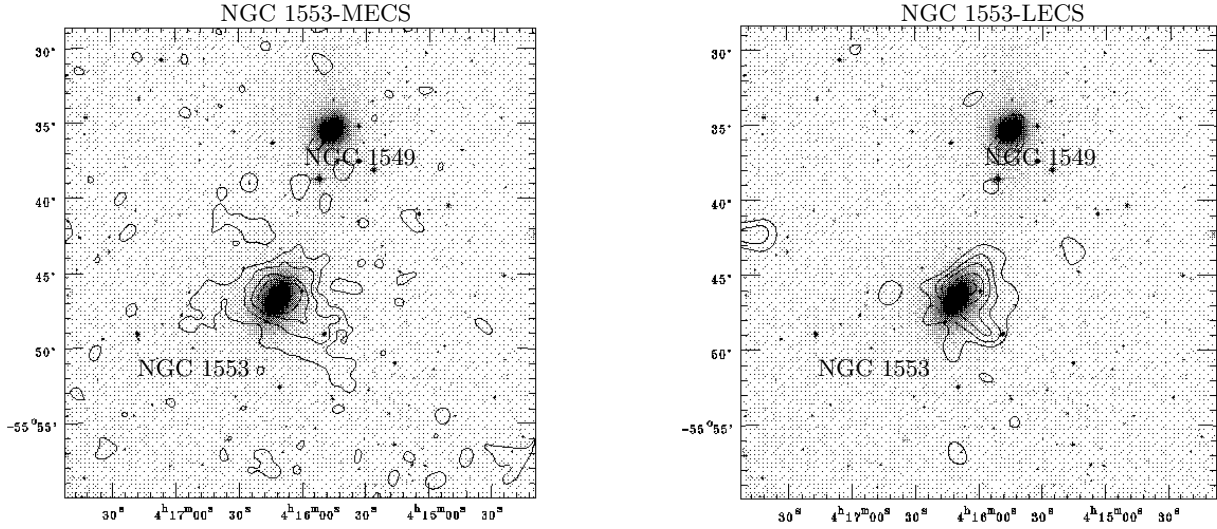 NGC 1553-MECS
30'
35'
NGC 1549
40'
45'
50'
NGC 1553
-55°55'
30s 4h17m00s 30s 4h16m00s 30s 4h15m00s 30s
NGC 1553-LECS
30'
35'
NGC 1549
40'
45'
50'
NGC 1553
-55°55'
30s 4h17m00s 30s 4h16m00s 30s 4h15m00s 30s